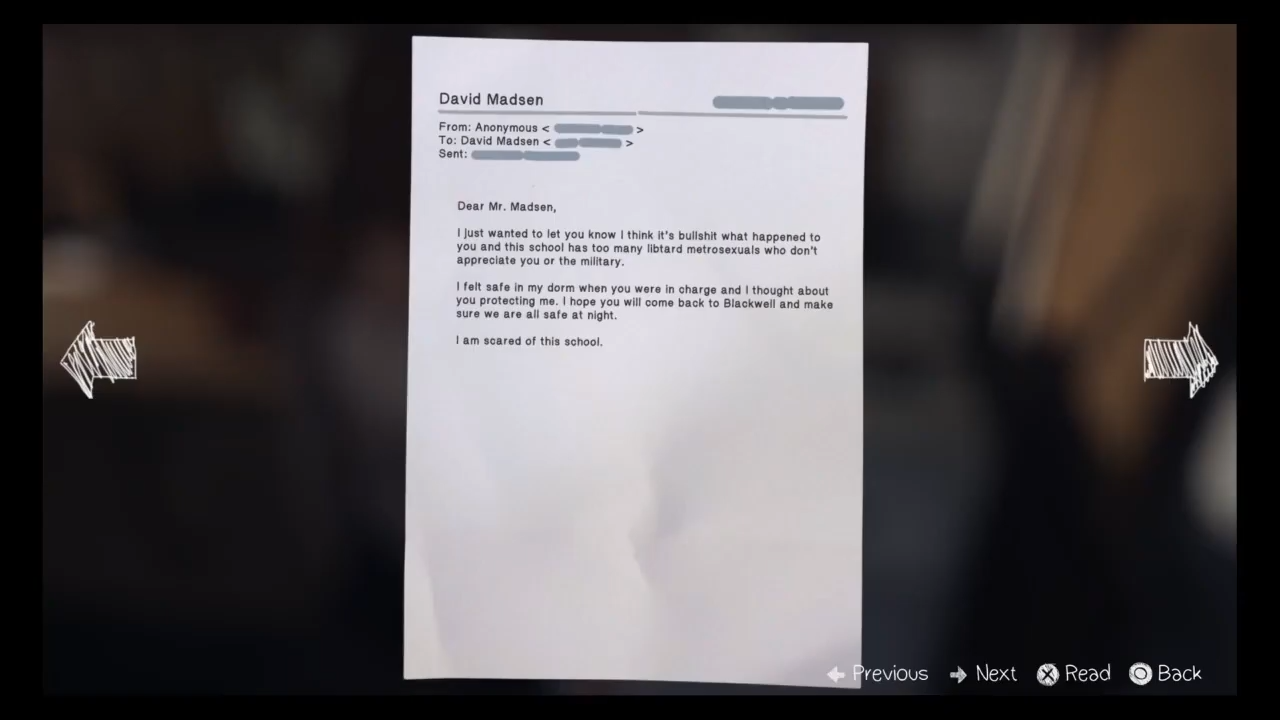 David Madsen
From: Anonymous < >
To: David Madsen < >
Sent:
Dear Mr. Madsen,
I just wanted to let you know I think it's bullshit what happened to
you and this school has too many libtard metrosexuals who don't
appreciate you or the military.
I felt safe in my dorm when you were in charge and I thought about
you protecting me. I hope you will come back to Blackwell and make
sure we are all safe at night.
I am scared of this school.
Previous Next Read Back